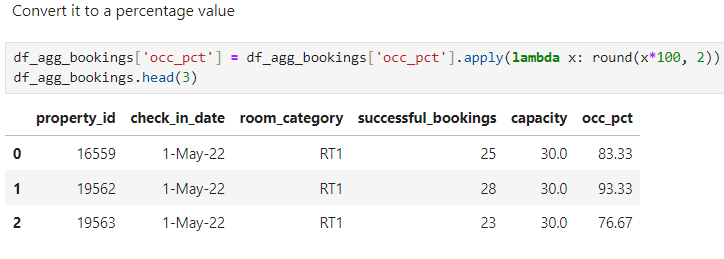 Convert it to a percentage value
df_agg_bookings['occ_pct'] = df_agg_bookings['occ_pct'].apply(lambda x: round(x*100, 2))
df_agg_bookings.head(3)
property_id check_in_date room_category successful_bookings capacity occ_pct
0 16559 1-May-22 RT1 25 30.0 83.33
1 19562 1-May-22 RT1 28 30.0 93.33
2 19563 1-May-22 RT1 23 30.0 76.67